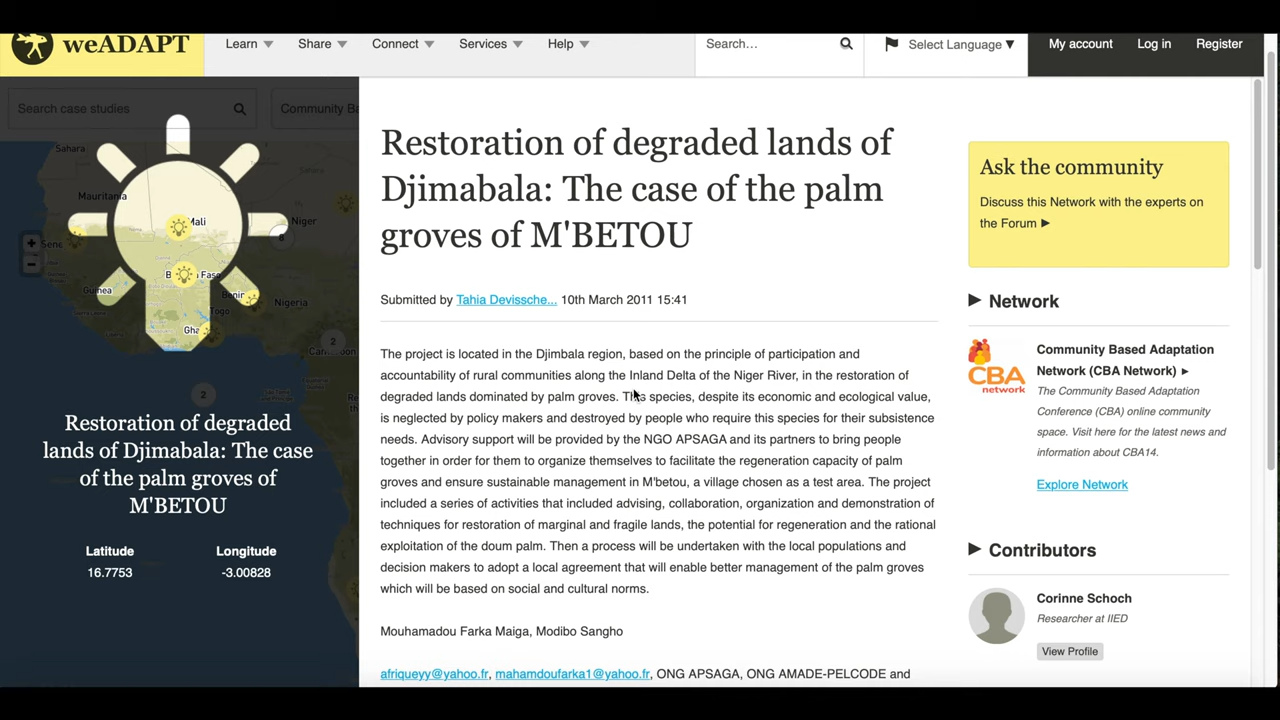 weADAPT
Learn
Share
Connect
Services
Help
Search...
Select Language
My account
Log in
Register
Search case studies
Community Ba
Sahara
Mauritania
Mali
Niger
8
Sene
B
Faso
Guinea
Benin
Nigeria
Togo
Gha
2
Cameroon
2
Restoration of degraded
lands of Djimabala: The case
of the palm groves of
M'BETOU
Latitude
Longitude
16.7753
-3.00828
Restoration of degraded lands of
Djimabala: The case of the palm
groves of M'BETOU
Submitted by Tahia Devissche... 10th March 2011 15:41
The project is located in the Djimbala region, based on the principle of participation and
accountability of rural communities along the Inland Delta of the Niger River, in the restoration of
degraded lands dominated by palm groves. This species, despite its economic and ecological value,
is neglected by policy makers and destroyed by people who require this species for their subsistence
needs. Advisory support will be provided by the NGO APSAGA and its partners to bring people
together in order for them to organize themselves to facilitate the regeneration capacity of palm
groves and ensure sustainable management in M'betou, a village chosen as a test area. The project
included a series of activities that included advising, collaboration, organization and demonstration of
techniques for restoration of marginal and fragile lands, the potential for regeneration and the rational
exploitation of the doum palm. Then a process will be undertaken with the local populations and
decision makers to adopt a local agreement that will enable better management of the palm groves
which will be based on social and cultural norms.
Mouhamadou Farka Maiga, Modibo Sangho
afriqueyy@yahoo.fr, mahamdoufarka1@yahoo.fr, ONG APSAGA, ONG AMADE-PELCODE and
Ask the community
Discuss this Network with the experts on
the Forum
Network
CBA
network
Community Based Adaptation
Network (CBA Network)
The Community Based Adaptation
Conference (CBA) online community
space. Visit here for the latest news and
information about CBA14.
Explore Network
Contributors
Corinne Schoch
Researcher at IIED
View Profile